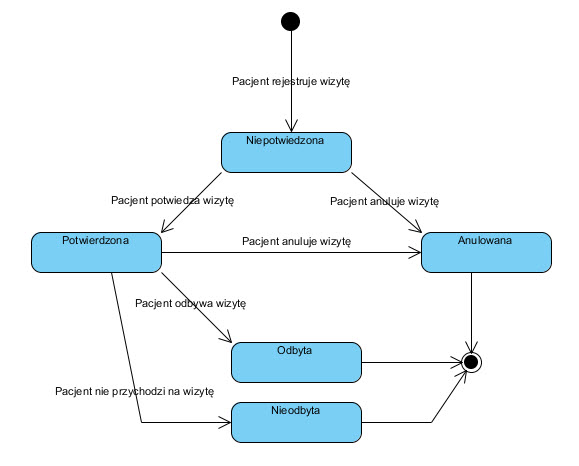 Pacjent rejestruje wizytę
Niepotwiedzona
Pacjent potwiedza wizytę
Pacjent anuluje wizytę
Potwierdzona
Pacjent anuluje wizytę
Anulowana
Pacjent odbywa wizytę
Odbyta
Pacjent nie przychodzi na wizytę
Nieodbyta